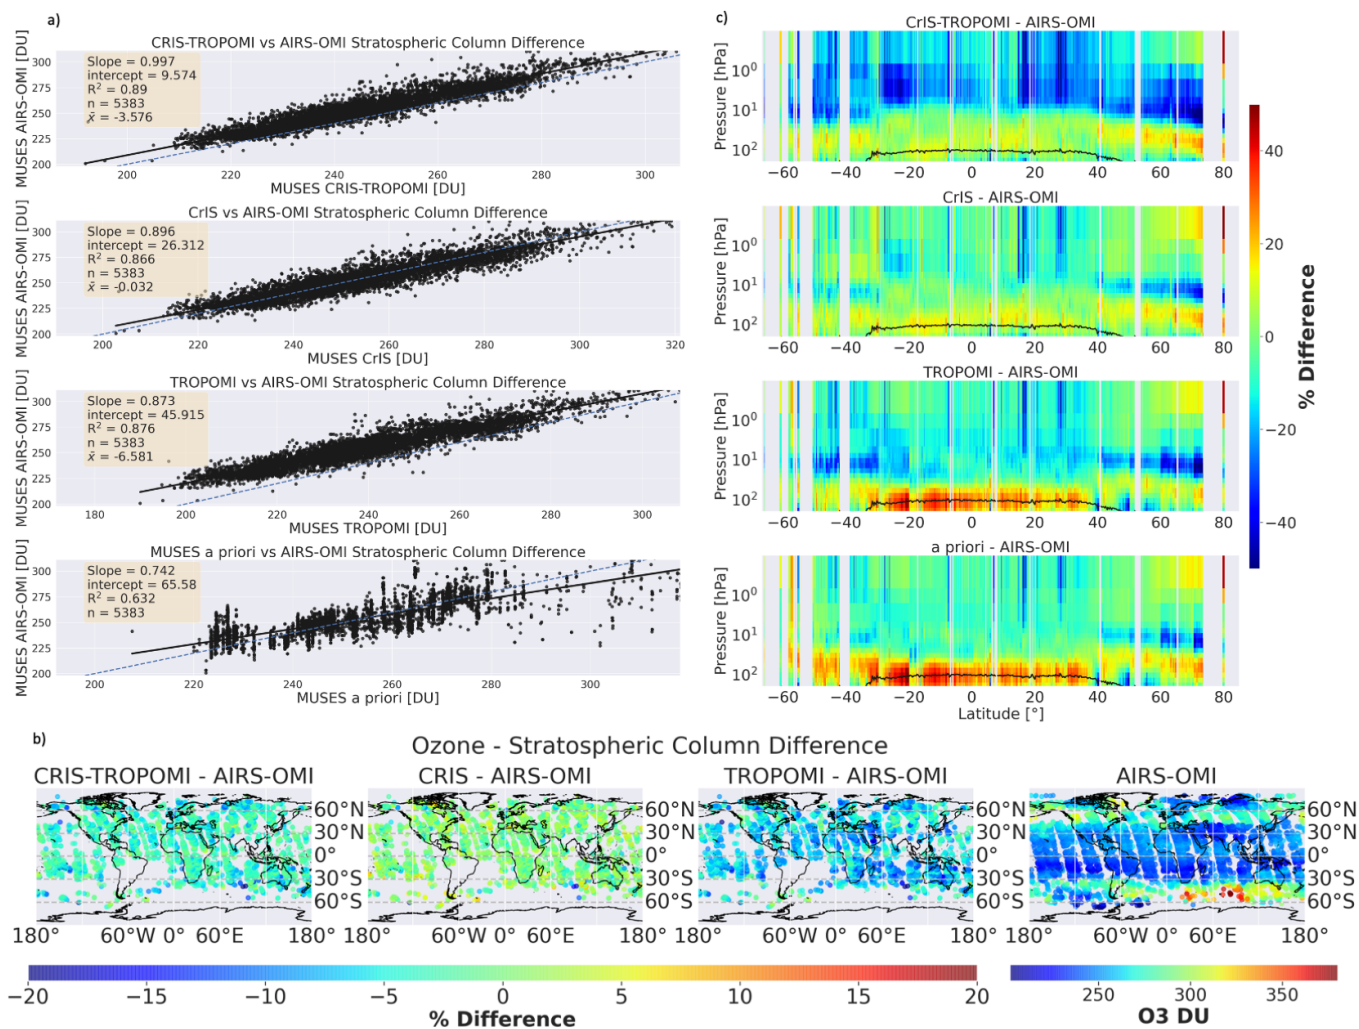 a)
CRIS-TROPOMI vs AIRS-OMI Stratospheric Column Difference
MUSES AIRS-OMI [DU]
300
275
250
225
200
Slope = 0.997
intercept = 9.574
R² = 0.89
n = 5383
x̄ = -3.576
200 220 240 260 280 300
MUSES CRIS-TROPOMI [DU]
CrIS vs AIRS-OMI Stratospheric Column Difference
MUSES AIRS-OMI [DU]
300
275
250
225
200
Slope = 0.896
intercept = 26.312
R² = 0.866
n = 5383
x̄ = -0.032
200 220 240 260 280 300 320
MUSES CrIS [DU]
TROPOMI vs AIRS-OMI Stratospheric Column Difference
MUSES AIRS-OMI [DU]
300
275
250
225
200
Slope = 0.873
intercept = 45.915
R² = 0.876
n = 5383
x̄ = -6.581
180 200 220 240 260 280 300
MUSES TROPOMI [DU]
MUSES a priori vs AIRS-OMI Stratospheric Column Difference
MUSES AIRS-OMI [DU]
300
275
250
225
200
Slope = 0.742
intercept = 65.58
R² = 0.632
n = 5383
200 220 240 260 280 300
MUSES a priori [DU]
c)
CrIS-TROPOMI - AIRS-OMI
Pressure [hPa]
10⁰
10¹
10²
−60 −40 −20 0 20 40 60 80
CrIS - AIRS-OMI
Pressure [hPa]
10⁰
10¹
10²
−60 −40 −20 0 20 40 60 80
TROPOMI - AIRS-OMI
Pressure [hPa]
10⁰
10¹
10²
−60 −40 −20 0 20 40 60 80
a priori - AIRS-OMI
Pressure [hPa]
10⁰
10¹
10²
−60 −40 −20 0 20 40 60 80
Latitude [°]
40
20
0
−20
−40
% Difference
b)
Ozone - Stratospheric Column Difference
CRIS-TROPOMI - AIRS-OMI
60°N
30°N
0°
30°S
60°S
180° 60°W 0° 60°E 180°
CRIS - AIRS-OMI
60°N
30°N
0°
30°S
60°S
60°W 0° 60°E 180°
TROPOMI - AIRS-OMI
60°N
30°N
0°
30°S
60°S
60°W 0° 60°E 180°
AIRS-OMI
60°N
30°N
0°
30°S
60°S
60°W 0° 60°E 180°
−20 −15 −10 −5 0 5 10 15 20
% Difference
250 300 350
O3 DU